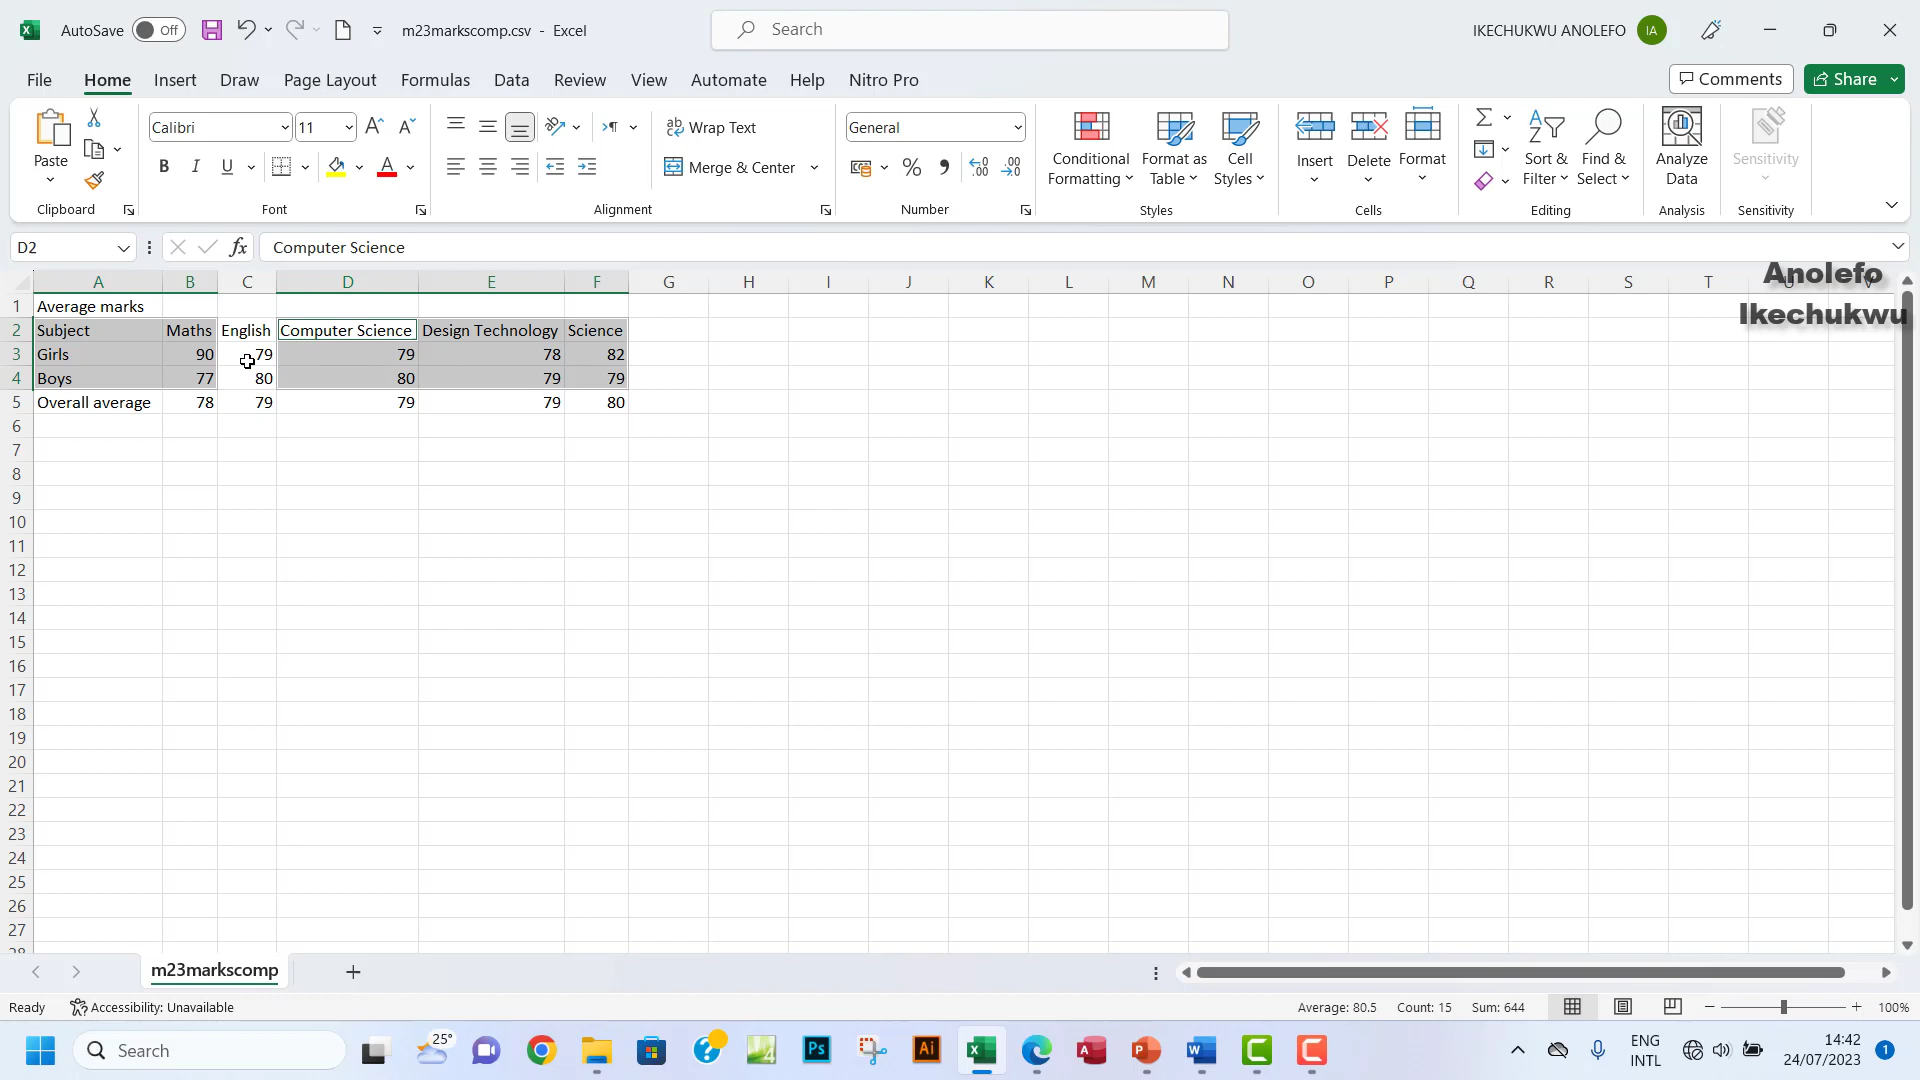 AutoSave Off m23markscomp.csv - Excel Search IKECHUKWU ANOLEFO IA
File Home Insert Draw Page Layout Formulas Data Review View Automate Help Nitro Pro Comments Share
Paste Calibri 11 Wrap Text General Conditional Formatting Format as Table Cell Styles Insert Delete Format Sort & Filter Find & Select Analyze Data Sensitivity
B I U Merge & Center
Clipboard Font Alignment Number Styles Cells Editing Analysis Sensitivity
D2 fx Computer Science
Anolefo
Ikechukwu
A B C D E F G H I J K L M N O P Q R S T U V
1 Average marks
2 Subject Maths English Computer Science Design Technology Science
3 Girls 90 79 79 78 82
4 Boys 77 80 80 79 79
5 Overall average 78 79 79 79 80
6
7
8
9
10
11
12
13
14
15
16
17
18
19
20
21
22
23
24
25
26
27
28
m23markscomp
Ready Accessibility: Unavailable Average: 80.5 Count: 15 Sum: 644 100%
Search 25° Ps Ai ENG INTL 14:42 24/07/2023 1